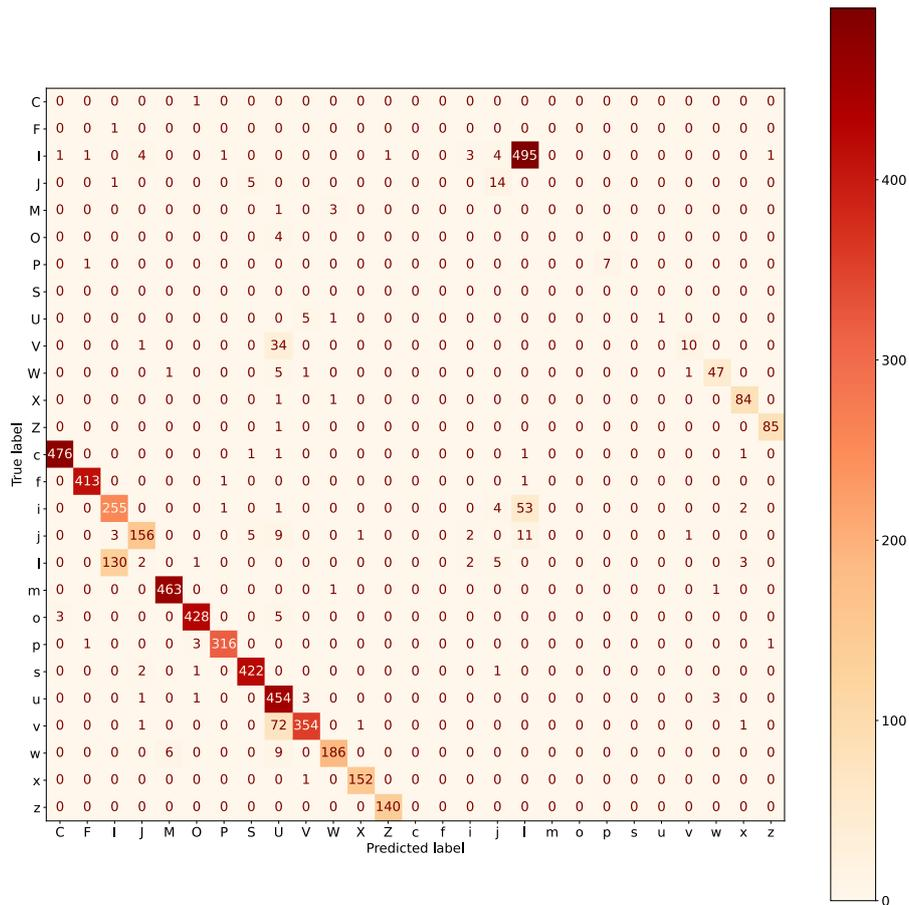 C 0 0 0 0 0 1 0 0 0 0 0 0 0 0 0 0 0 0 0 0 0 0 0 0 0 0 0
F 0 0 1 0 0 0 0 0 0 0 0 0 0 0 0 0 0 0 0 0 0 0 0 0 0 0 0
I 1 1 0 4 0 0 1 0 0 0 0 0 1 0 0 3 4 495 0 0 0 0 0 0 0 0 1
J 0 0 1 0 0 0 0 5 0 0 0 0 0 0 0 0 14 0 0 0 0 0 0 0 0 0 0
M 0 0 0 0 0 0 0 0 1 0 3 0 0 0 0 0 0 0 0 0 0 0 0 0 0 0 0
O 0 0 0 0 0 0 0 0 4 0 0 0 0 0 0 0 0 0 0 0 0 0 0 0 0 0 0
P 0 1 0 0 0 0 0 0 0 0 0 0 0 0 0 0 0 0 0 0 7 0 0 0 0 0 0
S 0 0 0 0 0 0 0 0 0 0 0 0 0 0 0 0 0 0 0 0 0 0 0 0 0 0 0
U 0 0 0 0 0 0 0 0 0 5 1 0 0 0 0 0 0 0 0 0 0 0 1 0 0 0 0
V 0 0 0 1 0 0 0 0 34 0 0 0 0 0 0 0 0 0 0 0 0 0 0 10 0 0 0
W 0 0 0 0 1 0 0 0 5 1 0 0 0 0 0 0 0 0 0 0 0 0 0 1 47 0 0
X 0 0 0 0 0 0 0 0 1 0 1 0 0 0 0 0 0 0 0 0 0 0 0 0 0 84 0
Z 0 0 0 0 0 0 0 0 1 0 0 0 0 0 0 0 0 0 0 0 0 0 0 0 0 0 85
c 476 0 0 0 0 0 0 1 1 0 0 0 0 0 0 0 0 1 0 0 0 0 0 0 0 1 0
f 0 413 0 0 0 0 1 0 0 0 0 0 0 0 0 0 0 1 0 0 0 0 0 0 0 0 0
i 0 0 255 0 0 0 1 0 1 0 0 0 0 0 0 0 4 53 0 0 0 0 0 0 0 2 0
j 0 0 3 156 0 0 0 5 9 0 0 1 0 0 0 2 0 11 0 0 0 0 0 1 0 0 0
l 0 0 130 2 0 1 0 0 0 0 0 0 0 0 0 2 5 0 0 0 0 0 0 0 0 3 0
m 0 0 0 0 463 0 0 0 0 0 1 0 0 0 0 0 0 0 0 0 0 0 0 0 1 0 0
o 3 0 0 0 0 428 0 0 5 0 0 0 0 0 0 0 0 0 0 0 0 0 0 0 0 0 0
p 0 1 0 0 0 3 316 0 0 0 0 0 0 0 0 0 0 0 0 0 0 0 0 0 0 0 1
s 0 0 0 2 0 1 0 422 0 0 0 0 0 0 0 0 1 0 0 0 0 0 0 0 0 0 0
u 0 0 0 1 0 1 0 0 454 3 0 0 0 0 0 0 0 0 0 0 0 0 0 0 3 0 0
v 0 0 0 1 0 0 0 0 72 354 0 1 0 0 0 0 0 0 0 0 0 0 0 0 0 1 0
w 0 0 0 0 6 0 0 0 9 0 186 0 0 0 0 0 0 0 0 0 0 0 0 0 0 0 0
x 0 0 0 0 0 0 0 0 0 1 0 152 0 0 0 0 0 0 0 0 0 0 0 0 0 0 0
z 0 0 0 0 0 0 0 0 0 0 0 0 140 0 0 0 0 0 0 0 0 0 0 0 0 0 0
C F I J M O P S U V W X Z c f i j l m o p s u v w x z
Predicted label
True label
400
300
200
100
0